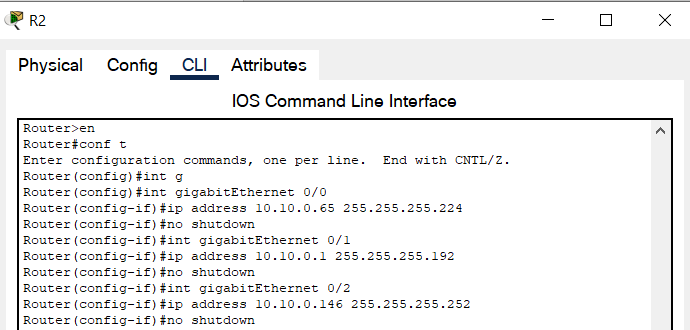 R2
Physical Config CLI Attributes
IOS Command Line Interface
Router>en
Router#conf t
Enter configuration commands, one per line.  End with CNTL/Z.
Router(config)#int g
Router(config)#int gigabitEthernet 0/0
Router(config-if)#ip address 10.10.0.65 255.255.255.224
Router(config-if)#no shutdown
Router(config-if)#int gigabitEthernet 0/1
Router(config-if)#ip address 10.10.0.1 255.255.255.192
Router(config-if)#no shutdown
Router(config-if)#int gigabitEthernet 0/2
Router(config-if)#ip address 10.10.0.146 255.255.255.252
Router(config-if)#no shutdown